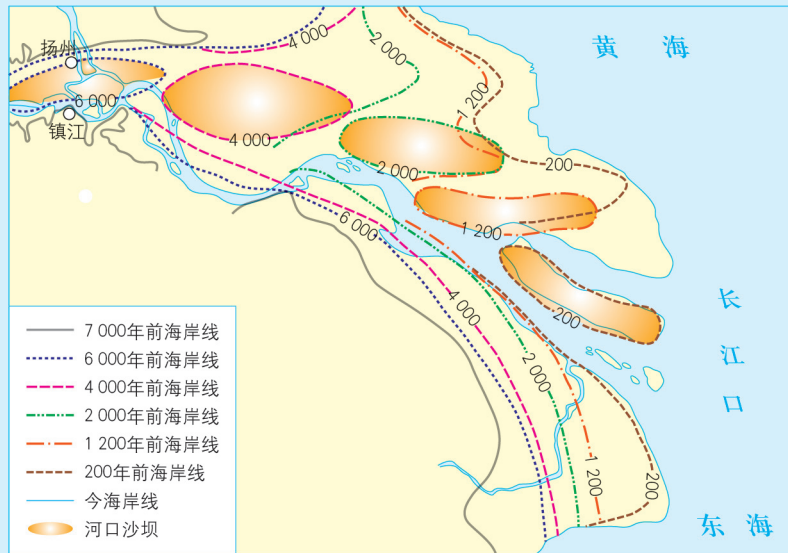 黄 海
扬州
镇江
6 000
4 000
2 000
1 200
200
4 000
2 000
1 200
200
6 000
4 000
2 000
1 200
200
长
江
口
东 海
7 000年前海岸线
6 000年前海岸线
4 000年前海岸线
2 000年前海岸线
1 200年前海岸线
200年前海岸线
今海岸线
河口沙坝